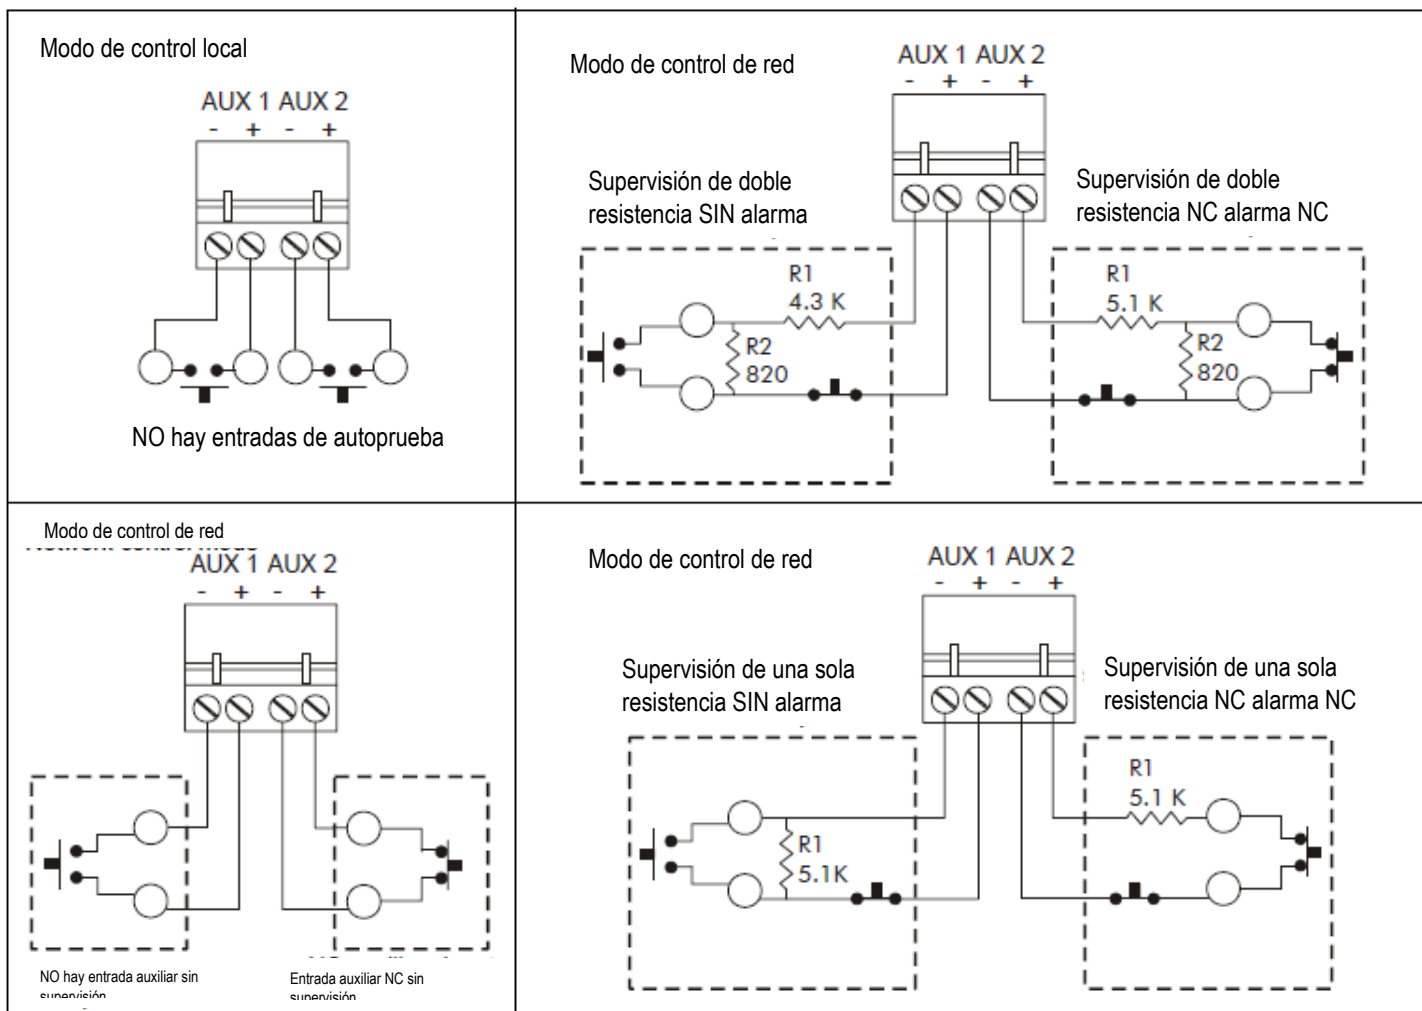 Modo de control local
AUX 1 AUX 2
- + - +
NO hay entradas de autoprueba
Modo de control de red
AUX 1 AUX 2
- + - +
Supervisión de doble
resistencia SIN alarma
Supervisión de doble
resistencia NC alarma NC
R1
4.3 K
R2
820
R1
5.1 K
R2
820
Modo de control de red
AUX 1 AUX 2
- + - +
NO hay entrada auxiliar sin
supervisión
Entrada auxiliar NC sin
supervisión
Modo de control de red
AUX 1 AUX 2
- + - +
Supervisión de una sola
resistencia SIN alarma
Supervisión de una sola
resistencia NC alarma NC
R1
5.1K
R1
5.1 K